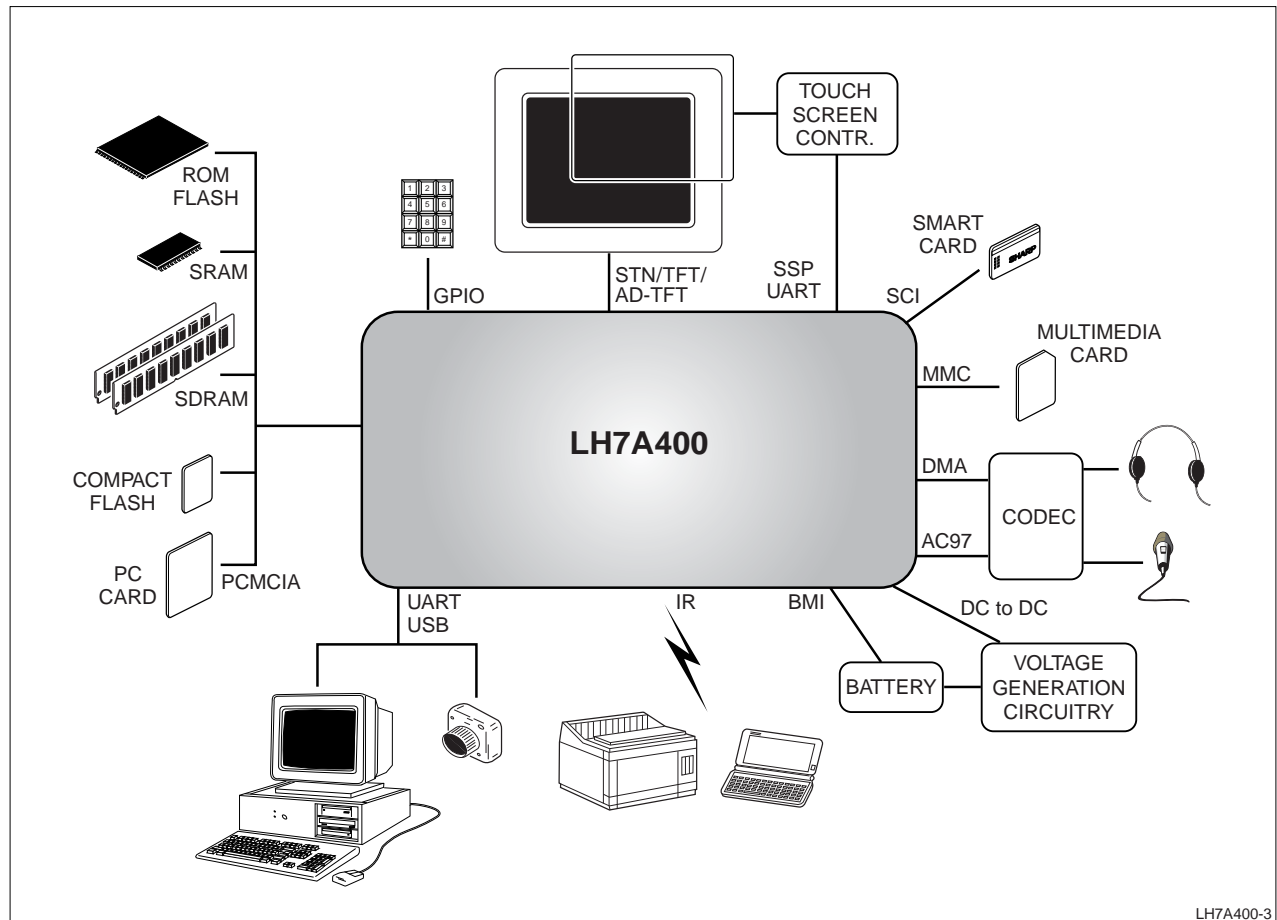 TOUCH
SCREEN
CONTR.
ROM
FLASH
1 2 3
4 5 6
7 8 9
* 0 #
SMART
CARD
SHARP
SRAM
GPIO
STN/TFT/
AD-TFT
SSP
UART
SCI
MULTIMEDIA
CARD
MMC
SDRAM
LH7A400
DMA
CODEC
AC97
COMPACT
FLASH
PC
CARD
PCMCIA
UART
USB
IR
BMI
DC to DC
BATTERY
VOLTAGE
GENERATION
CIRCUITRY
LH7A400-3